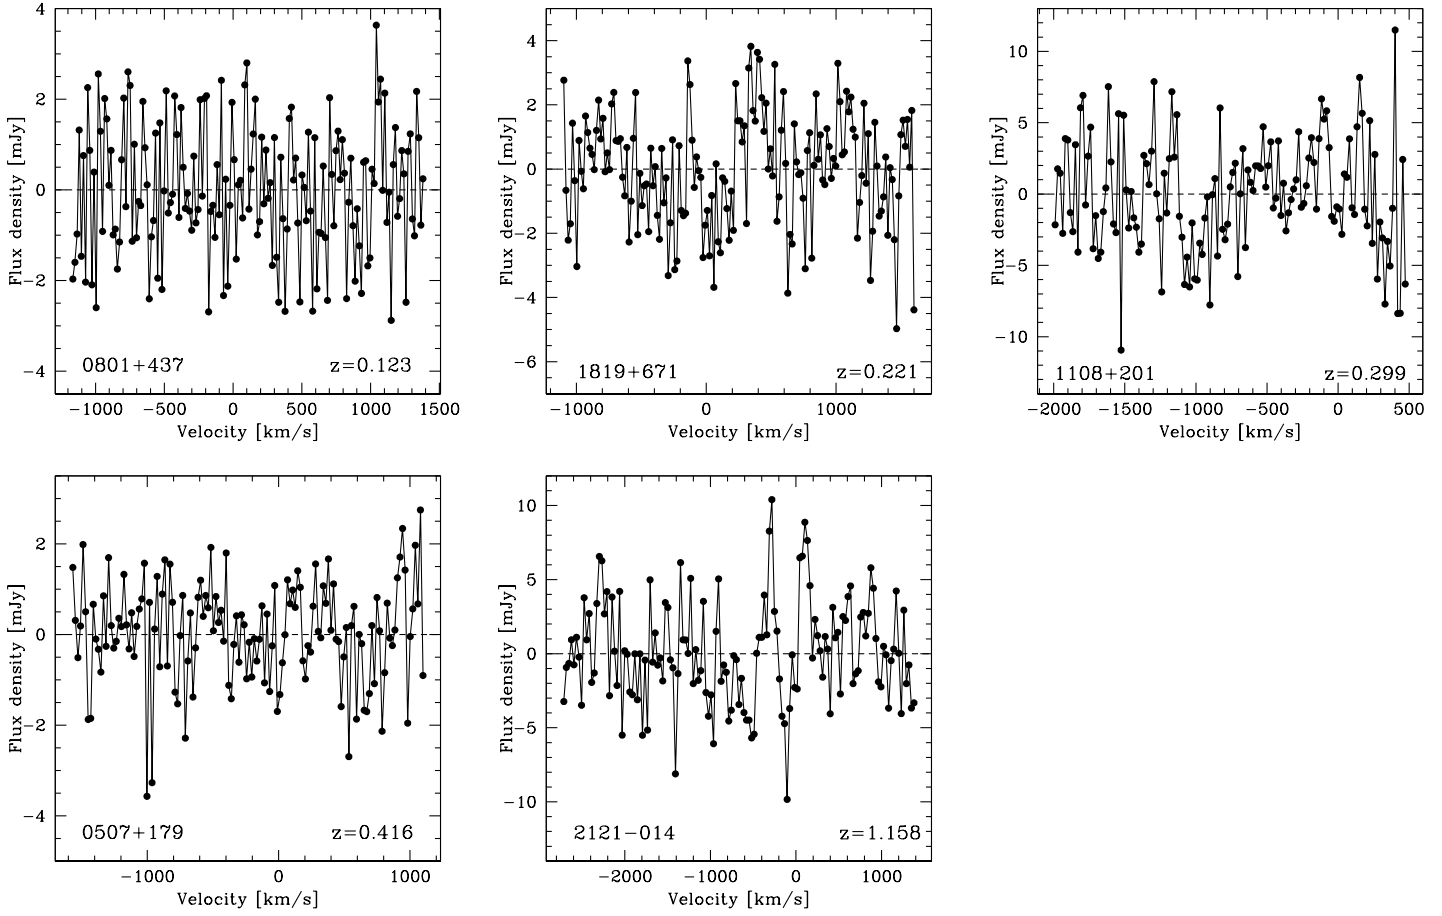 4
2
0
−2
−4
Flux density [mJy]
0801+437
z=0.123
−1000 −500 0 500 1000 1500
Velocity [km/s]
4
2
0
−2
−4
−6
Flux density [mJy]
1819+671
z=0.221
−1000 0 1000
Velocity [km/s]
10
5
0
−5
−10
Flux density [mJy]
1108+201
z=0.299
−2000 −1500 −1000 −500 0 500
Velocity [km/s]
2
0
−2
−4
Flux density [mJy]
0507+179
z=0.416
−1000 0 1000
Velocity [km/s]
10
5
0
−5
−10
Flux density [mJy]
2121−014
z=1.158
−2000 −1000 0 1000
Velocity [km/s]